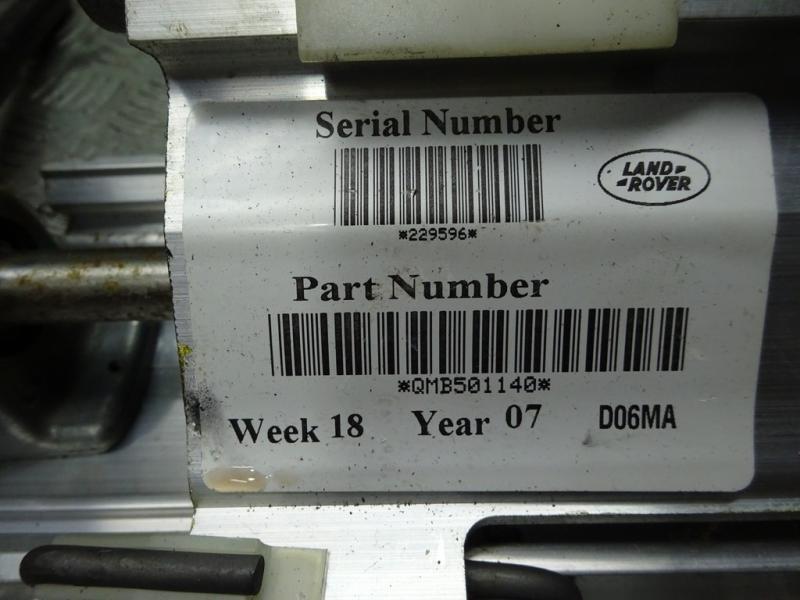 Serial Number
LAND
ROVER
*229596*
Part Number
*QMB501140*
Week 18 Year 07 D06MA